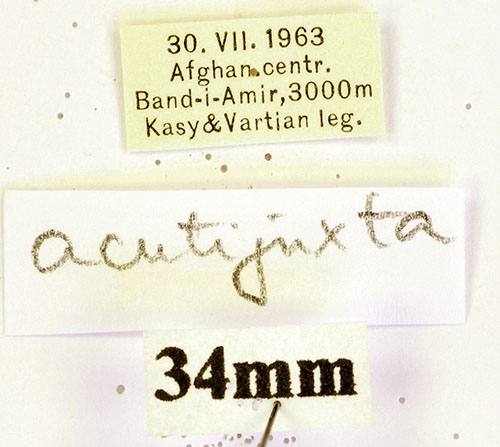 30. VII. 1963
Afghan.centr.
Band-i-Amir,3000m
Kasy&Vartian leg.
acutijuxta
34mm